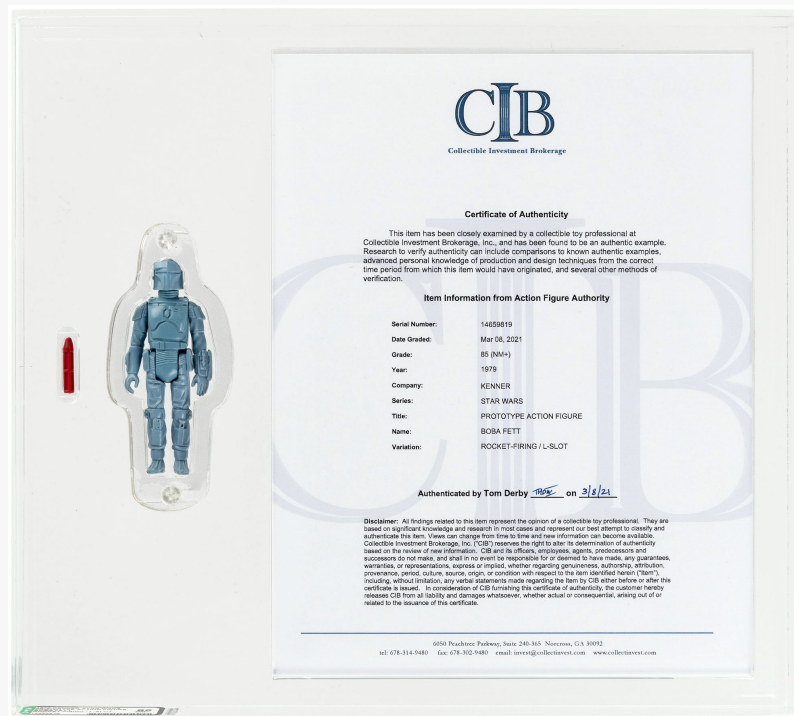 CIB
Collectible Investment Brokerage
Certificate of Authenticity
This item has been closely examined by a collectible toy professional at
Collectible Investment Brokerage, Inc., and has been found to be an authentic example.
Research to verify authenticity can include comparisons to known authentic examples,
advanced personal knowledge of production and design techniques from the correct
time period from which this item would have originated, and several other methods of
verification.
Item Information from Action Figure Authority
Serial Number: 14659819
Date Graded: Mar 08, 2021
Grade: 85 (NM+)
Year: 1979
Company: KENNER
Series: STAR WARS
Title: PROTOTYPE ACTION FIGURE
Name: BOBA FETT
Variation: ROCKET-FIRING / L-SLOT
Authenticated by Tom Derby on 3/8/21
Disclaimer: All findings related to this item represent the opinion of a collectible toy professional. They are
based on significant knowledge and research in most cases and represent our best attempt to classify and
authenticate this item. Views can change from time to time and new information can become available.
Collectible Investment Brokerage, Inc. ("CIB") reserves the right to alter its determination of authenticity
based on the review of new information. CIB and its officers, employees, agents, predecessors and
successors do not make, and shall in no event be responsible for or deemed to have made, any guarantees,
warranties, or representations, express or implied, whether regarding genuineness, authorship, attribution,
provenance, period, culture, source, origin, or condition with respect to the item identified herein ("Item"),
including, without limitation, any verbal statements made regarding the Item by CIB either before or after this
certificate is issued. In consideration of CIB furnishing this certificate of authenticity, the customer hereby
releases CIB from all liability and damages whatsoever, whether actual or consequential, arising out of or
related to the issuance of this certificate.
6050 Peachtree Parkway, Suite 240-365 Norcross, GA 30092
tel: 678-314-9480 fax: 678-302-9480 email: invest@collectinvest.com www.collectinvest.com